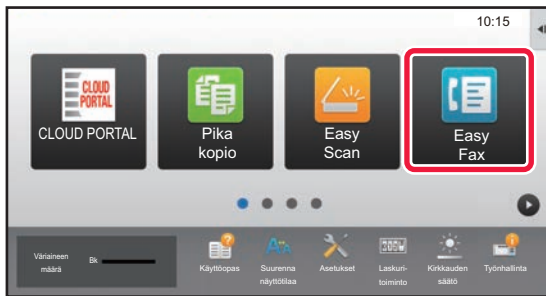 10:15
CLOUD
PORTAL
CLOUD PORTAL
Pika
kopio
Easy
Scan
Easy
Fax
Väriaineen
määrä
Bk
Käyttöopas
Suurenna
näyttötilaa
Asetukset
Laskuri-
toiminto
Kirkkauden
säätö
Työnhallinta